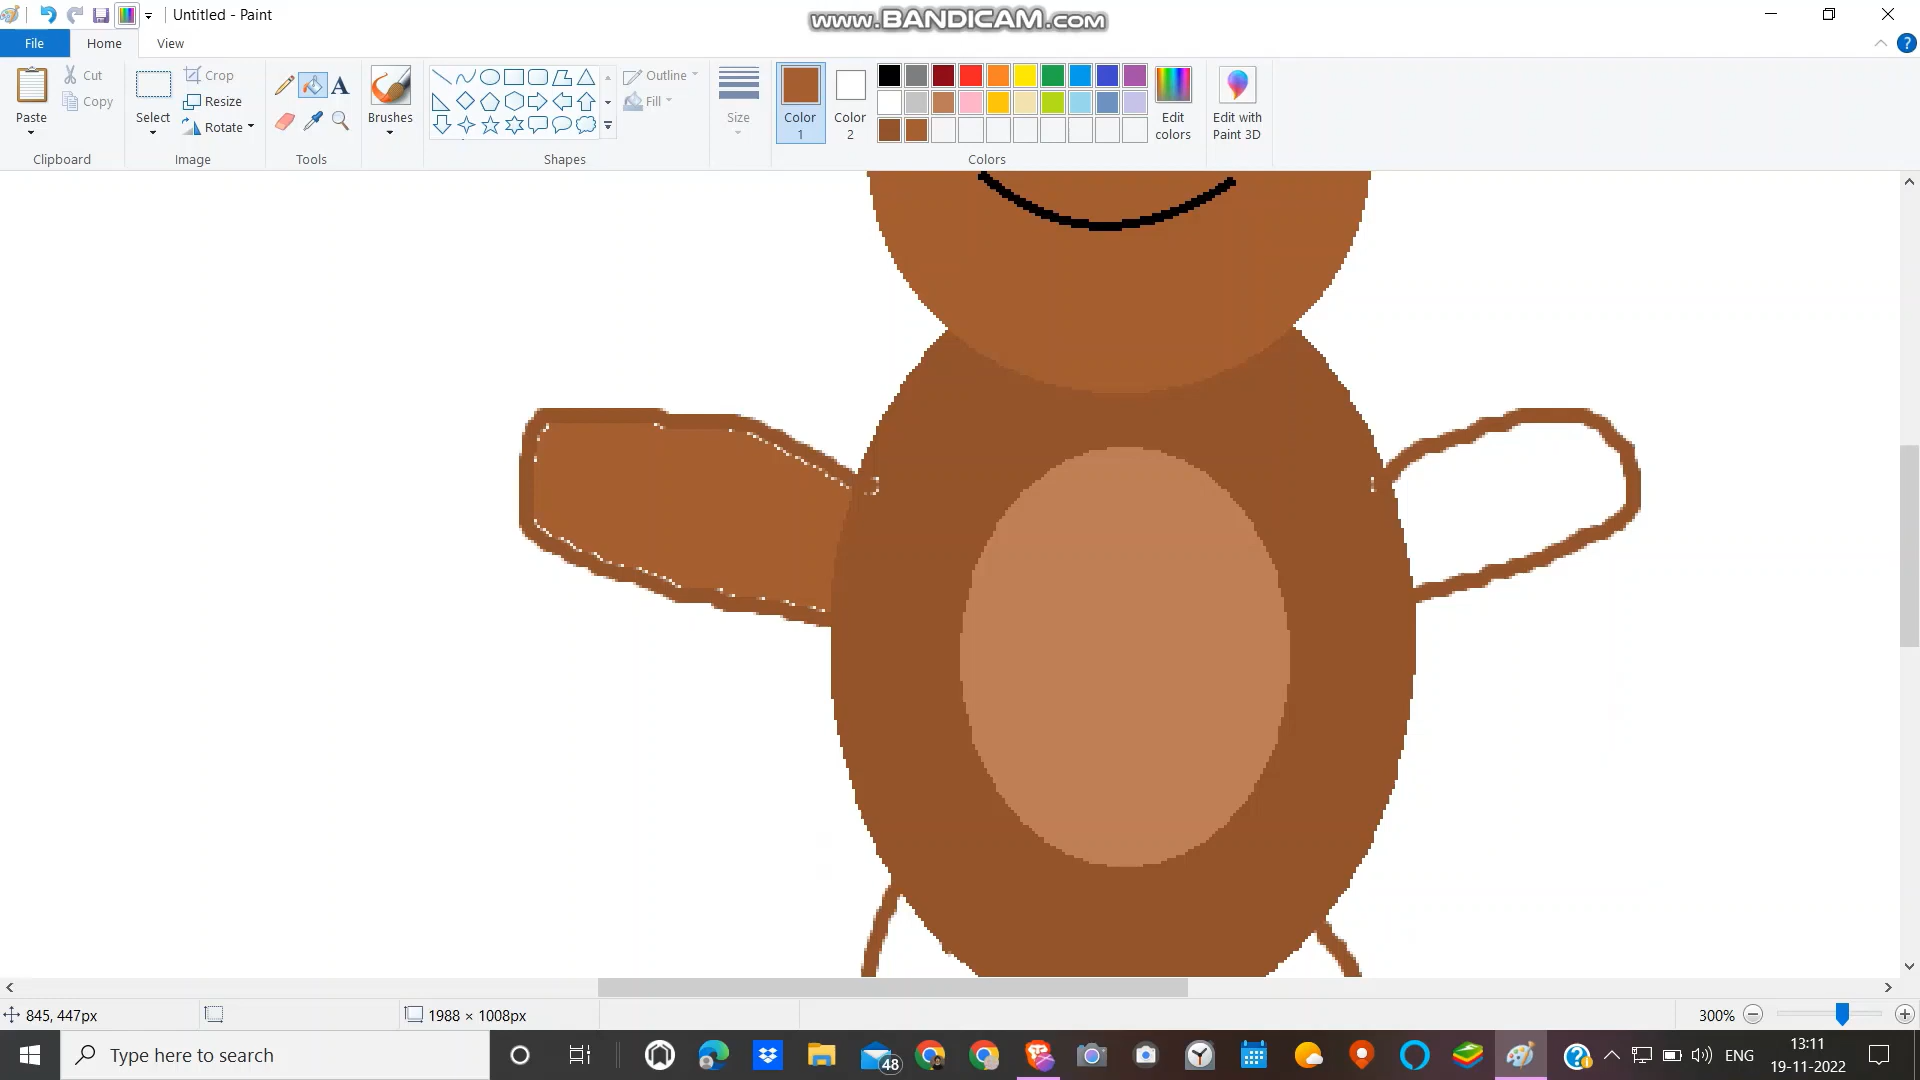 Untitled - Paint
www.BANDICAM.com
File Home View
Paste
Cut
Copy
Clipboard
Select
Crop
Resize
Rotate
Image
A
Tools
Brushes
Outline
Fill
Shapes
Size
Color 1
Color 2
Edit colors
Colors
Edit with Paint 3D
?
845, 447px
1988 × 1008px
300%
Type here to search
48
?
ENG
13:11
19-11-2022